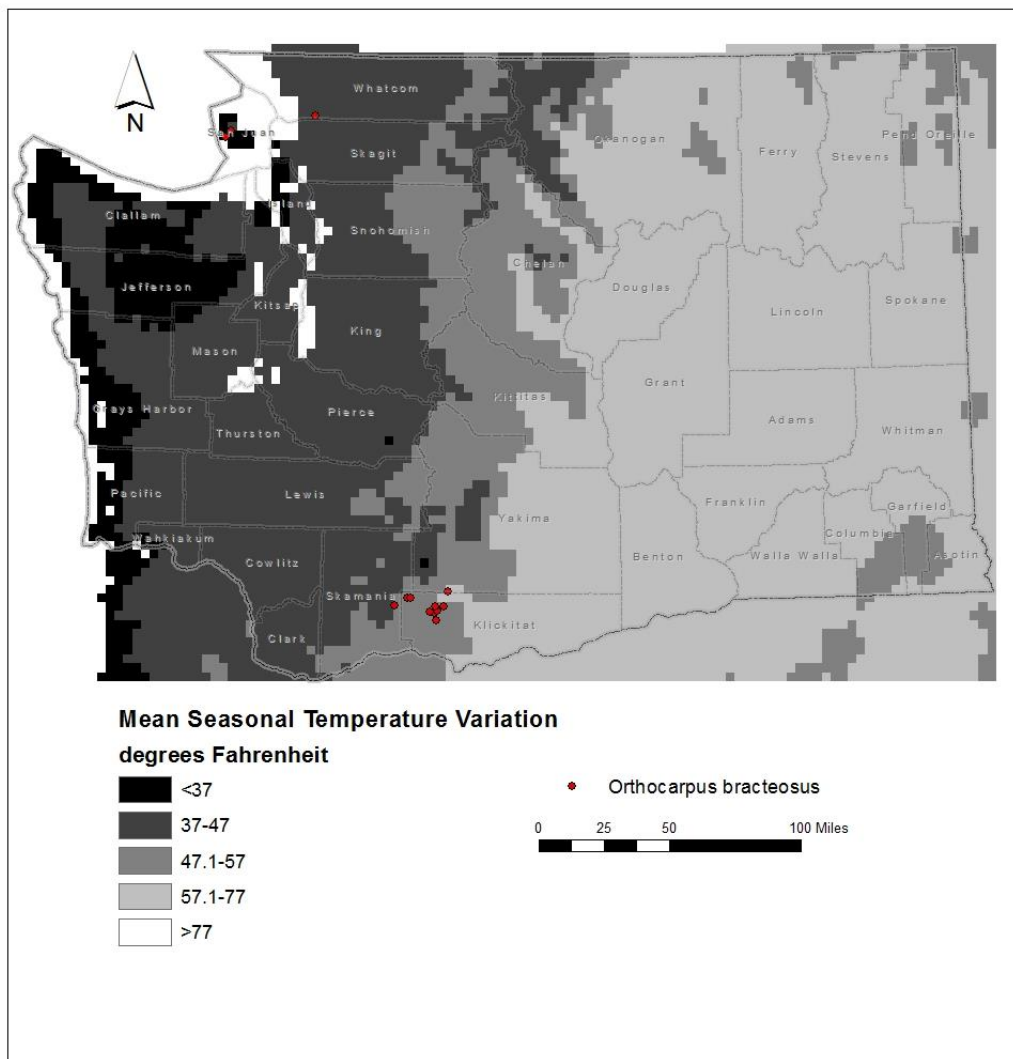 N
Whatcom
San Juan
Skagit
Okanogan
Ferry
Stevens
Pend Oreille
Island
Clallam
Snohomish
Chelan
Jefferson
Kitsap
King
Douglas
Lincoln
Spokane
Mason
Grays Harbor
Thurston
Pierce
Kittitas
Grant
Adams
Whitman
Pacific
Lewis
Yakima
Franklin
Garfield
Wahkiakum
Cowlitz
Benton
Walla Walla
Columbia
Asotin
Skamania
Klickitat
Clark
Mean Seasonal Temperature Variation
degrees Fahrenheit
<37
37-47
47.1-57
57.1-77
>77
Orthocarpus bracteosus
0 25 50 100 Miles